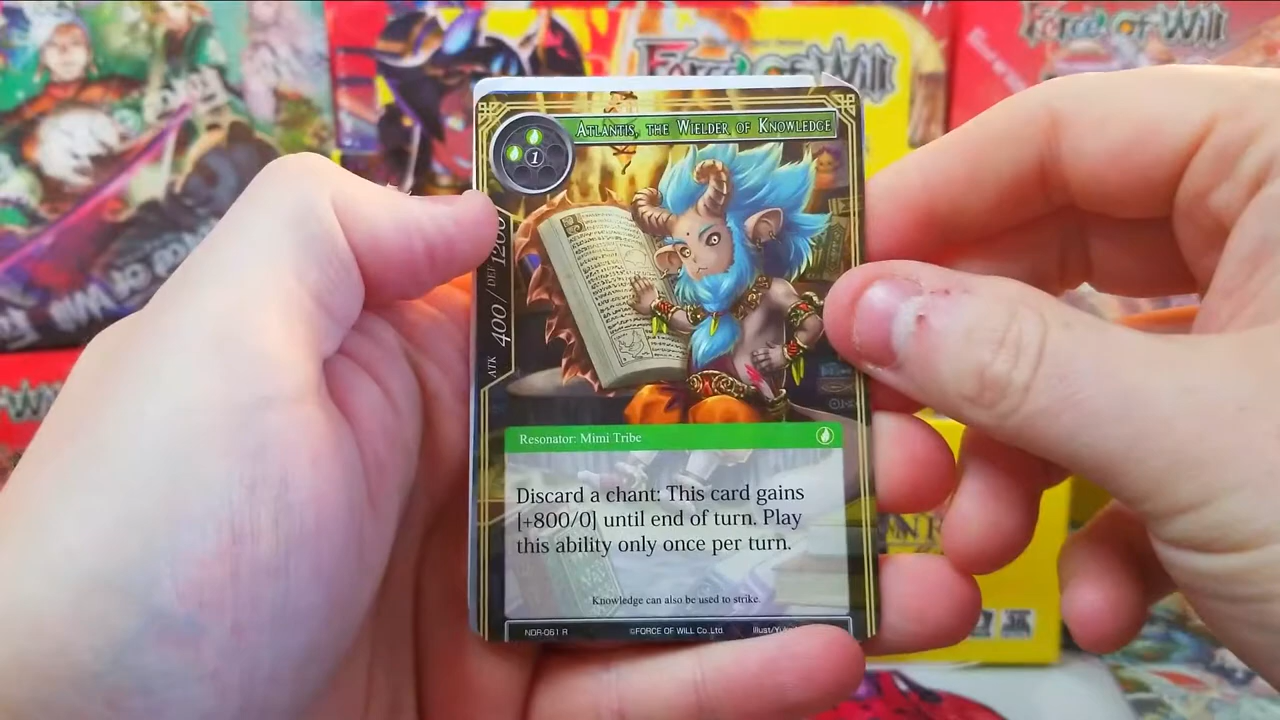 Force of Will
Force of Will
Atlantis, the Wielder of Knowledge
1
ATK 400 / DEF 1200
Resonator: Mimi Tribe
Discard a chant: This card gains
[+800/0] until end of turn. Play
this ability only once per turn.
Knowledge can also be used to strike.
NDR-061 R ©FORCE OF WILL Co.,Ltd. Illust/